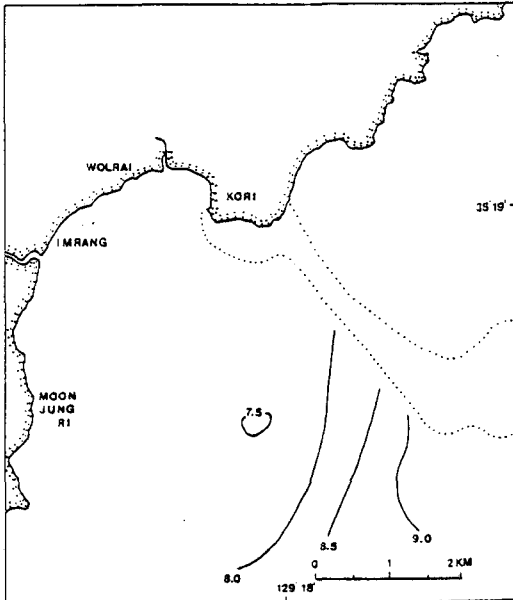 WOLRAI
KORI
35°19'
IMRANG
MOON
JUNG
RI
7.5
9.0
8.5
8.0
0 1 2 KM
129°18'